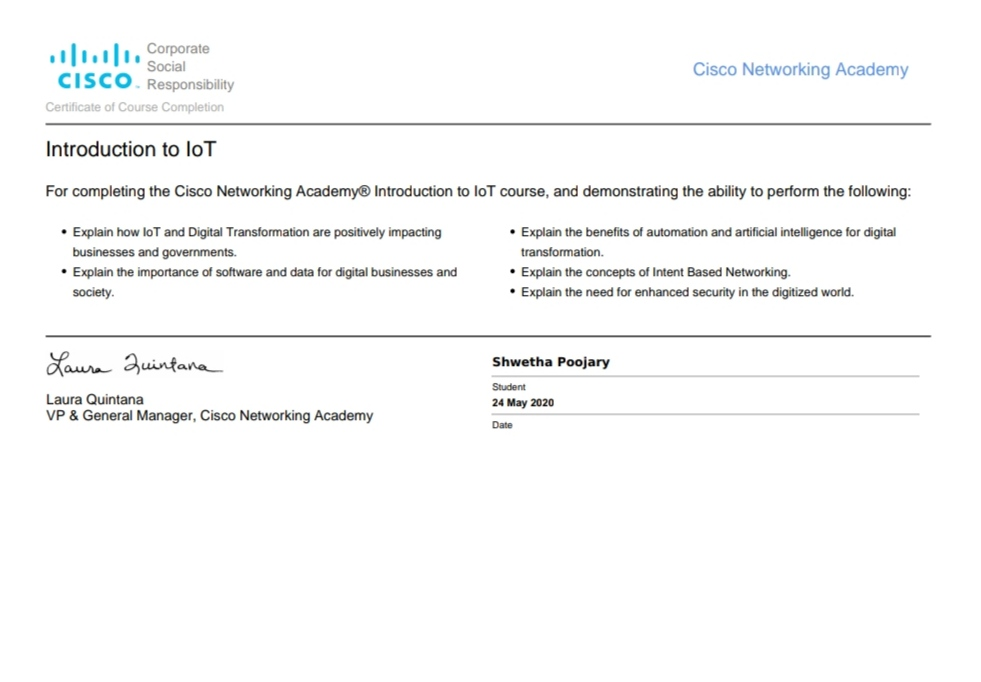 Corporate
Social
Responsibility
CISCO
Certificate of Course Completion
Cisco Networking Academy
Introduction to IoT
For completing the Cisco Networking Academy® Introduction to IoT course, and demonstrating the ability to perform the following:
• Explain how IoT and Digital Transformation are positively impacting
businesses and governments.
• Explain the importance of software and data for digital businesses and
society.
• Explain the benefits of automation and artificial intelligence for digital
transformation.
• Explain the concepts of Intent Based Networking.
• Explain the need for enhanced security in the digitized world.
Laura Quintana
Laura Quintana
VP & General Manager, Cisco Networking Academy
Shwetha Poojary
Student
24 May 2020
Date